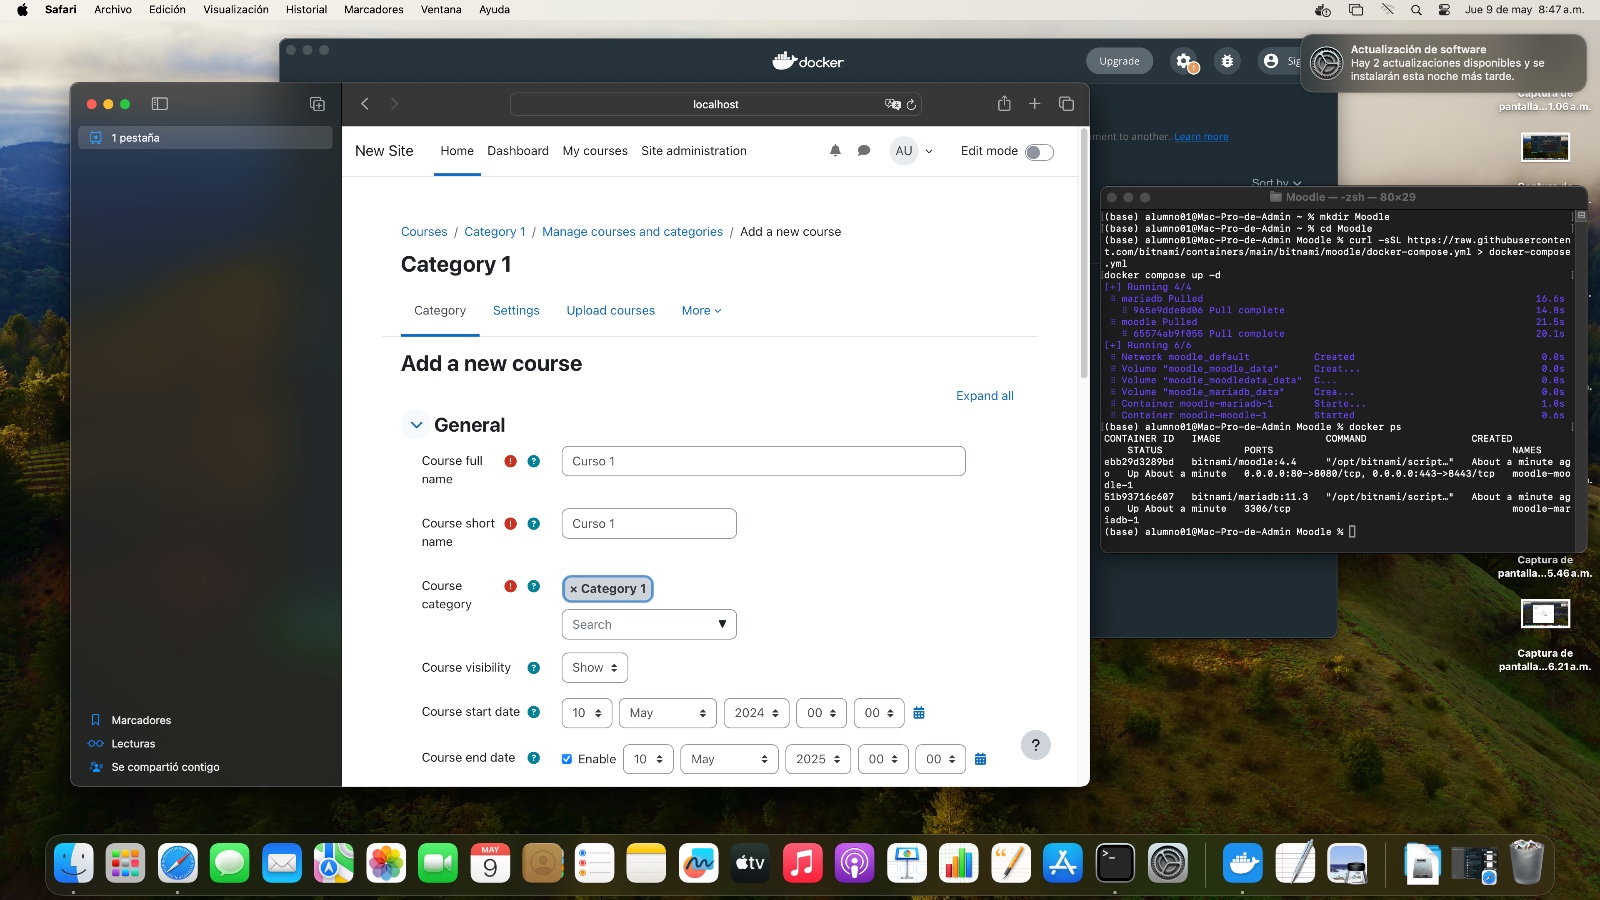 Safari Archivo Edición Visualización Historial Marcadores Ventana Ayuda
Jue 9 de may 8:47 a.m.
docker
Upgrade
Sig
Actualización de software
Hay 2 actualizaciones disponibles y se
instalarán esta noche más tarde.
pantalla...1.06 a.m.
ment to another. Learn more
Sort by
1 pestaña
localhost
New Site Home Dashboard My courses Site administration AU Edit mode
Courses / Category 1 / Manage courses and categories / Add a new course
Category 1
Category Settings Upload courses More
Add a new course
Expand all
General
Course full
name
Curso 1
Course short
name
Curso 1
Course
category
× Category 1
Search
Course visibility Show
Course start date 10 May 2024 00 00
Course end date Enable 10 May 2025 00 00
?
Marcadores
Lecturas
Se compartió contigo
Moodle — -zsh — 80×29
(base) alumno01@Mac-Pro-de-Admin ~ % mkdir Moodle
(base) alumno01@Mac-Pro-de-Admin ~ % cd Moodle
(base) alumno01@Mac-Pro-de-Admin Moodle % curl -sSL https://raw.githubuserconten
t.com/bitnami/containers/main/bitnami/moodle/docker-compose.yml > docker-compose
.yml
docker compose up -d
[+] Running 4/4
mariadb Pulled 16.6s
965e9dde0d06 Pull complete 14.8s
moodle Pulled 21.5s
65574ab9f055 Pull complete 20.1s
[+] Running 6/6
Network moodle_default Created 0.0s
Volume "moodle_moodle_data" Creat... 0.0s
Volume "moodle_moodledata_data" C... 0.0s
Volume "moodle_mariadb_data" Crea... 0.0s
Container moodle-mariadb-1 Starte... 1.0s
Container moodle-moodle-1 Started 0.6s
(base) alumno01@Mac-Pro-de-Admin Moodle % docker ps
CONTAINER ID IMAGE COMMAND CREATED
STATUS PORTS NAMES
ebb29d3289bd bitnami/moodle:4.4 "/opt/bitnami/script…" About a minute ag
o Up About a minute 0.0.0.0:80->8080/tcp, 0.0.0.0:443->8443/tcp moodle-moo
dle-1
51b93716c607 bitnami/mariadb:11.3 "/opt/bitnami/script…" About a minute ag
o Up About a minute 3306/tcp moodle-mar
iadb-1
(base) alumno01@Mac-Pro-de-Admin Moodle %
Captura de
pantalla...5.46 a.m.
Captura de
pantalla...6.21 a.m.
MAY
9
tv